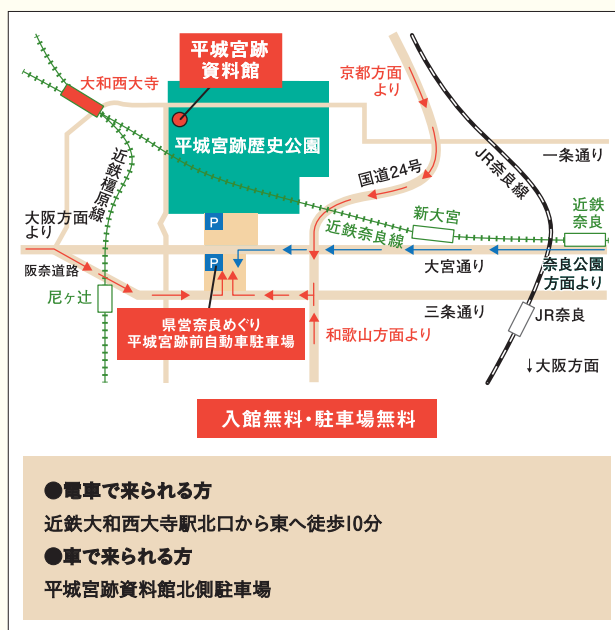 平城宮跡
資料館
大和西大寺
京都方面
より
平城宮跡歴史公園
一条通り
JR奈良線
国道24号
近鉄橿原線
新大宮
近鉄
奈良
近鉄奈良線
大阪方面
より
P
P
大宮通り
奈良公園
方面より
阪奈道路
尼ヶ辻
三条通り
県営奈良めぐり
平城宮跡前自動車駐車場
和歌山方面より
JR奈良
↓大阪方面
入館無料・駐車場無料
●電車で来られる方
近鉄大和西大寺駅北口から東へ徒歩10分
●車で来られる方
平城宮跡資料館北側駐車場